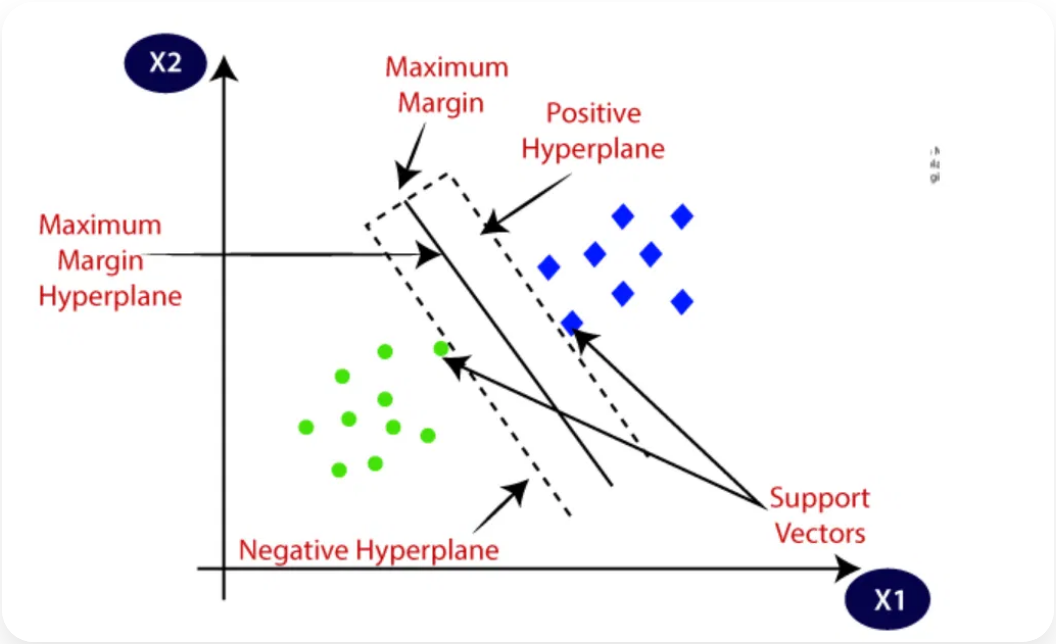 X2
Maximum
Margin
Positive
Hyperplane
Maximum
Margin
Hyperplane
Support
Vectors
Negative Hyperplane
X1